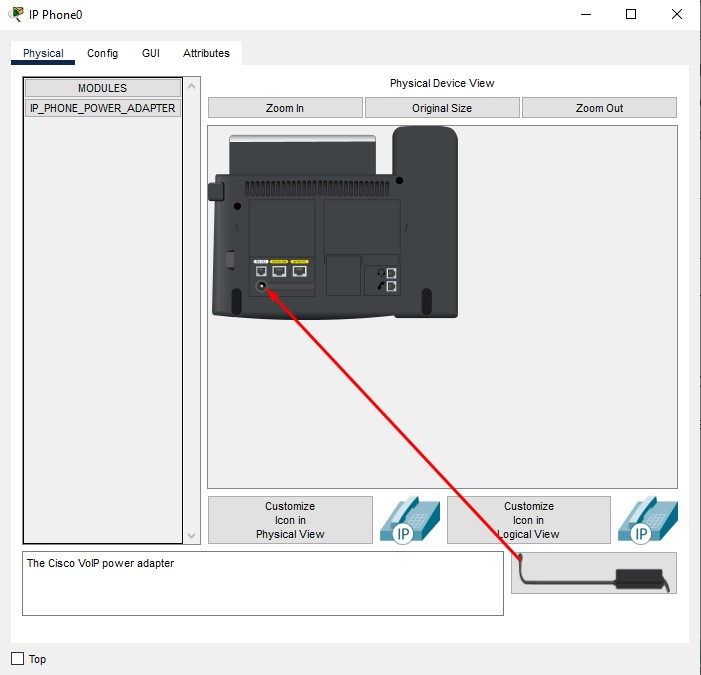 IP Phone0
Physical
Config
GUI
Attributes
MODULES
IP_PHONE_POWER_ADAPTER
Physical Device View
Zoom In
Original Size
Zoom Out
Customize
Icon in
Physical View
IP
Customize
Icon in
Logical View
IP
The Cisco VoIP power adapter
Top